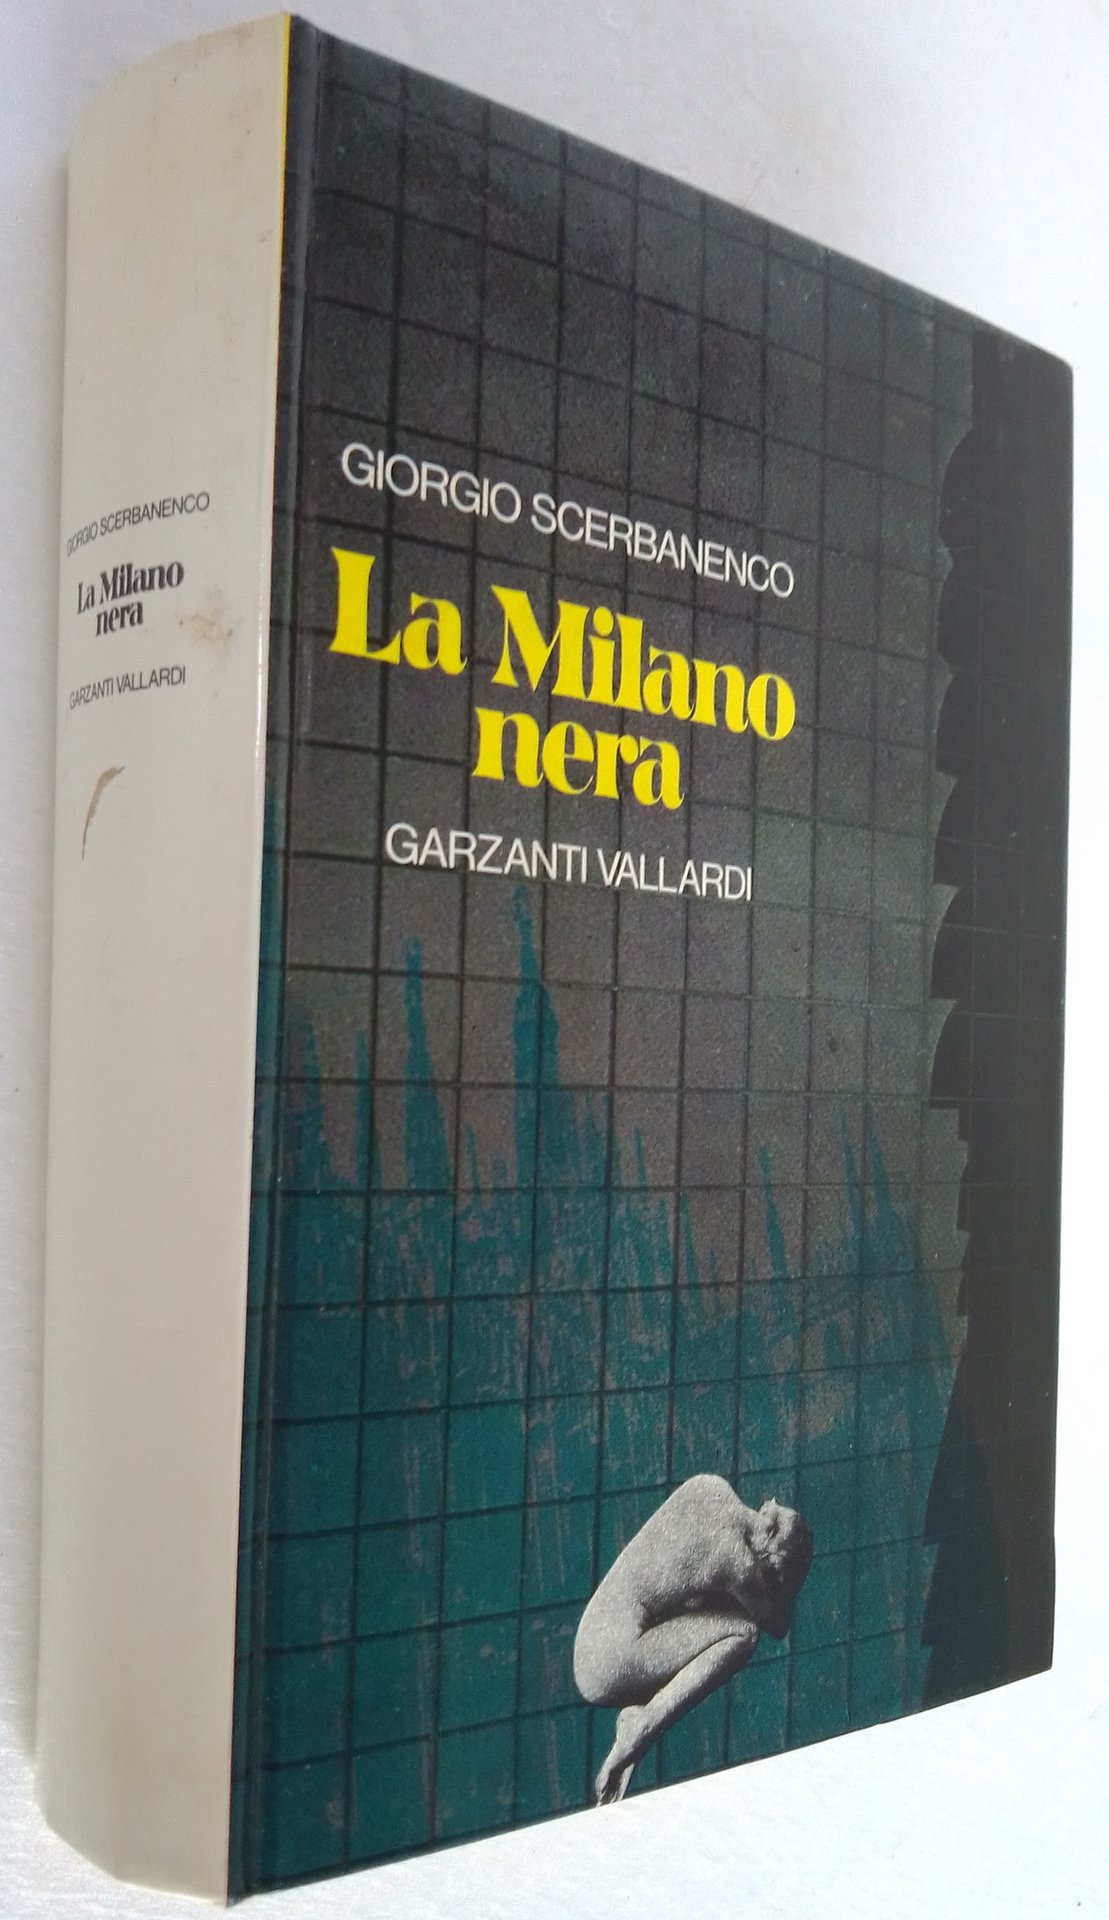 GIORGIO SCERBANENCO
La Milano
nera
GARZANTI VALLARDI
GIORGIO SCERBANENCO
La Milano
nera
GARZANTI VALLARDI